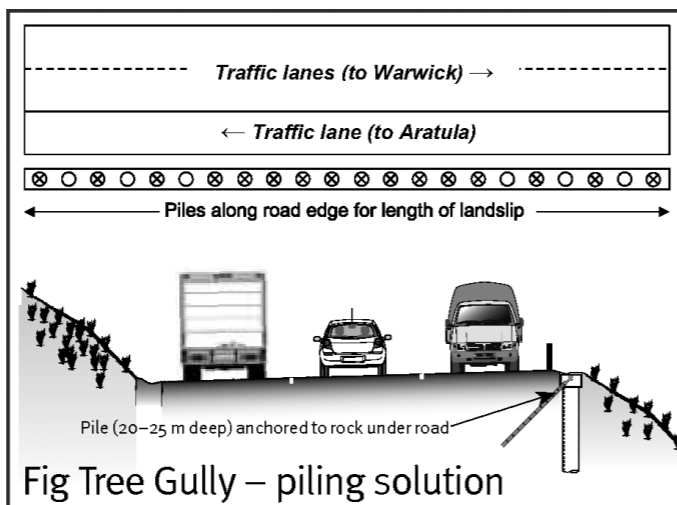 Traffic lanes (to Warwick) →
← Traffic lane (to Aratula)
Piles along road edge for length of landslip
Pile (20–25 m deep) anchored to rock under road
Fig Tree Gully – piling solution